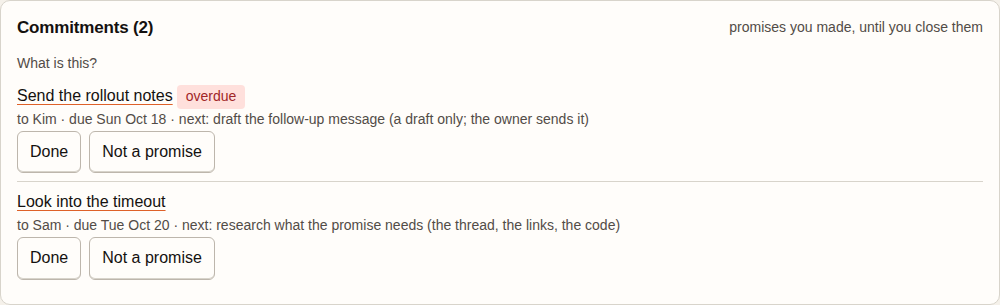 Commitments (2)
promises you made, until you close them
What is this?
Send the rollout notes overdue
to Kim · due Sun Oct 18 · next: draft the follow-up message (a draft only; the owner sends it)
Done Not a promise
Look into the timeout
to Sam · due Tue Oct 20 · next: research what the promise needs (the thread, the links, the code)
Done Not a promise